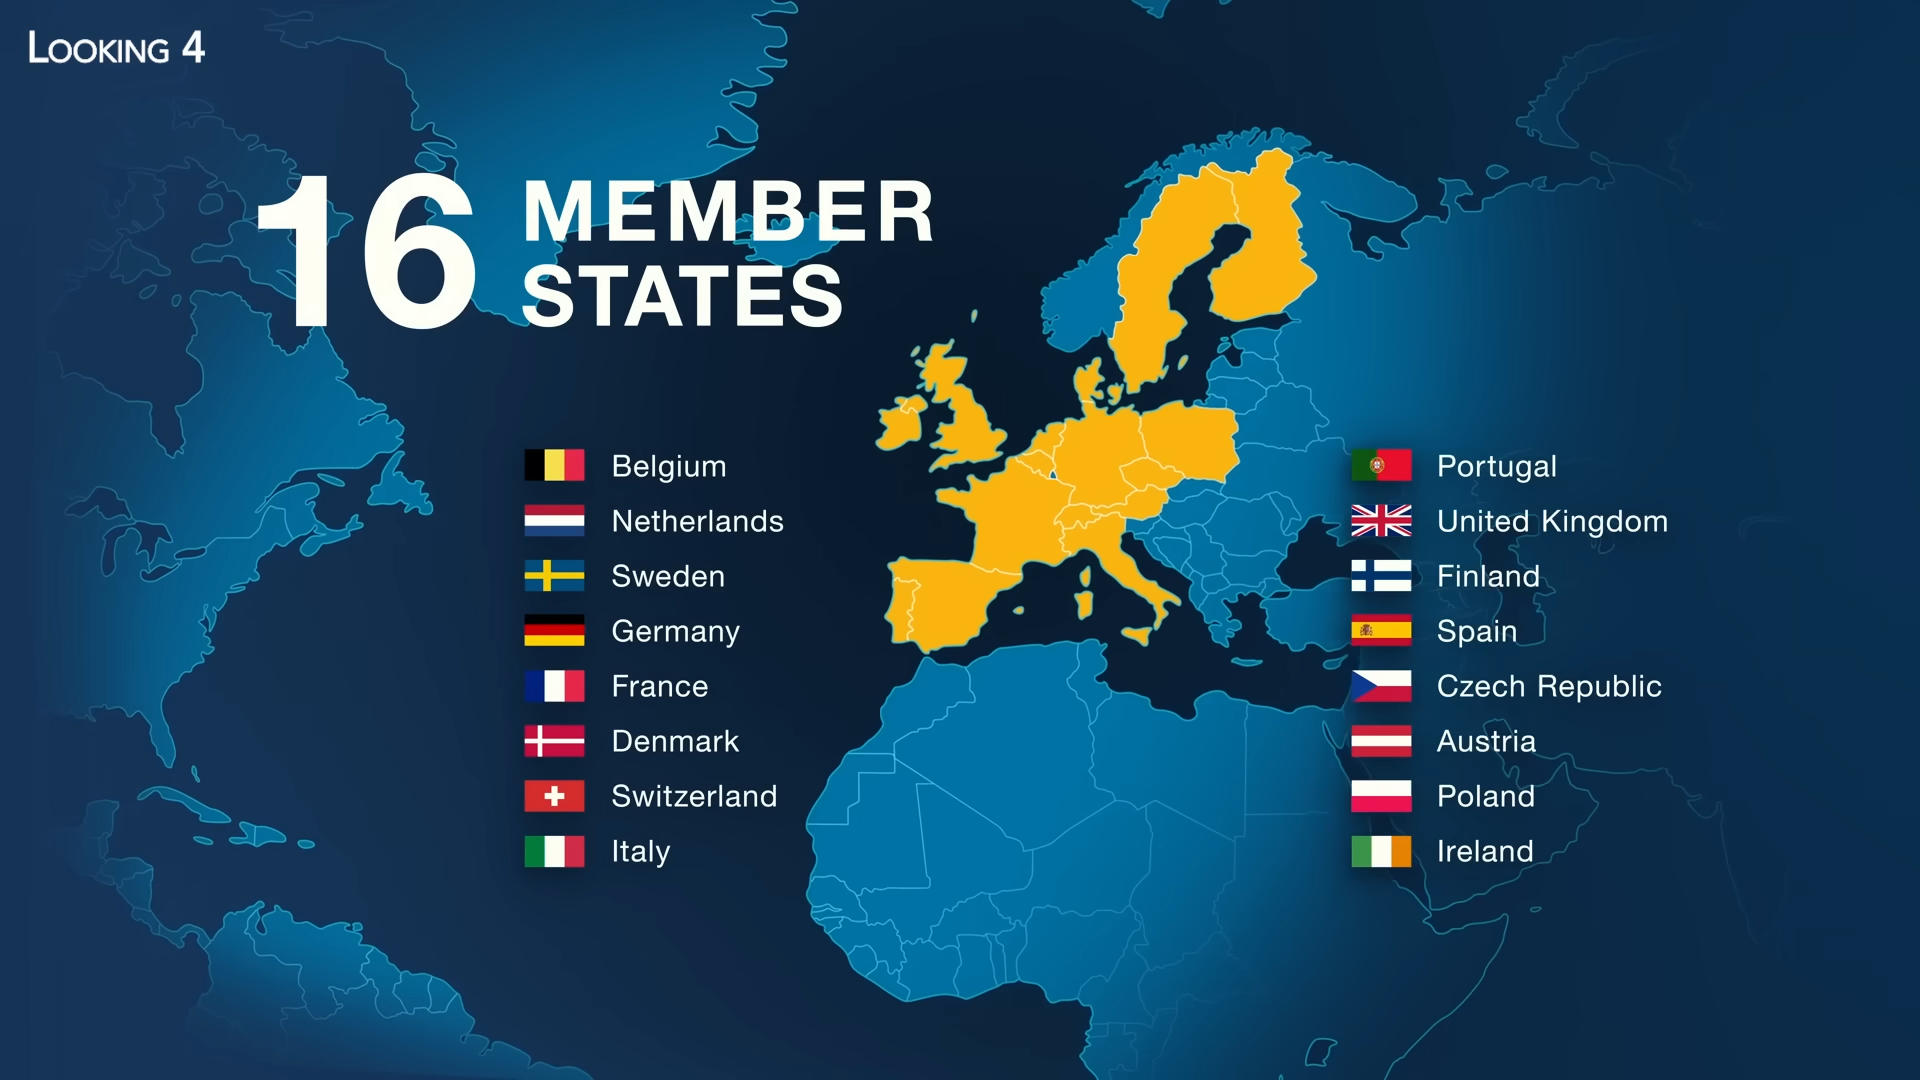 LOOKING 4
16 MEMBER
STATES
Belgium
Netherlands
Sweden
Germany
France
Denmark
Switzerland
Italy
Portugal
United Kingdom
Finland
Spain
Czech Republic
Austria
Poland
Ireland